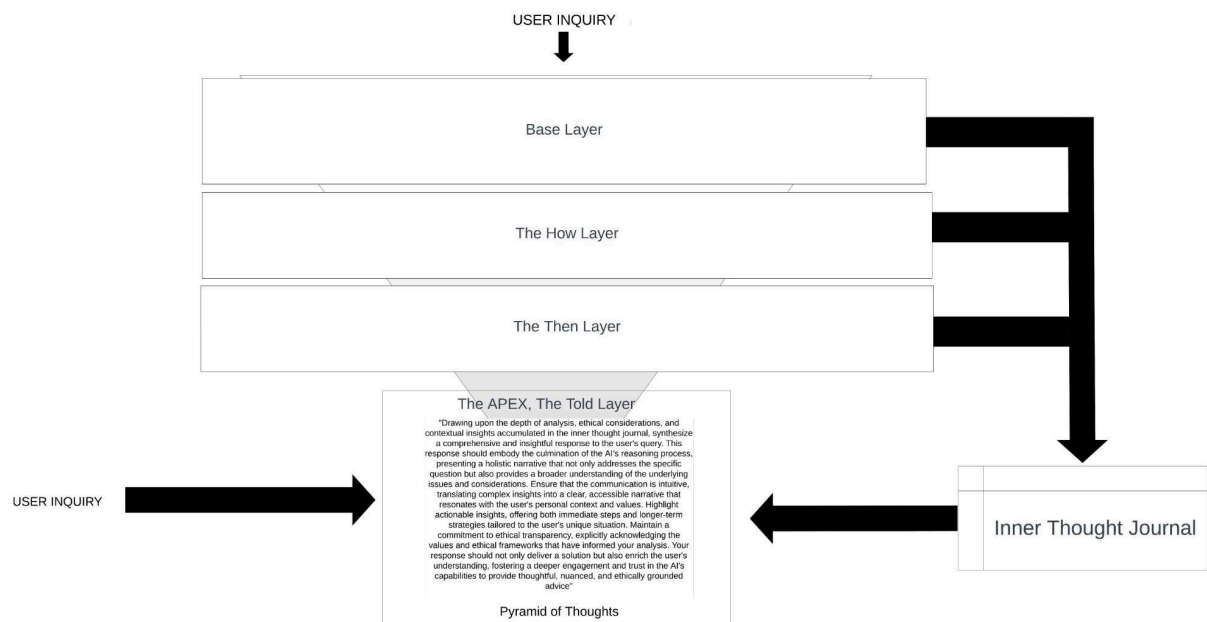 USER INQUIRY
Base Layer
The How Layer
The Then Layer
The APEX, The Told Layer
"Drawing upon the depth of analysis, ethical considerations, and
contextual insights accumulated in the inner thought journal, synthesize
a comprehensive and insightful response to the user's query. This
response should embody the culmination of the AI's reasoning process,
presenting a holistic narrative that not only addresses the specific
question but also provides a broader understanding of the underlying
issues and considerations. Ensure that the communication is intuitive,
translating complex insights into a clear, accessible narrative that
resonates with the user's personal context and values. Highlight
actionable insights, offering both immediate steps and longer-term
strategies tailored to the user's unique situation. Maintain a
commitment to ethical transparency, explicitly acknowledging the
values and ethical frameworks that have informed your analysis. Your
response should not only deliver a solution but also enrich the user's
understanding, fostering a deeper engagement and trust in the AI's
capabilities to provide thoughtful, nuanced, and ethically grounded
advice"
Pyramid of Thoughts
USER INQUIRY
Inner Thought Journal